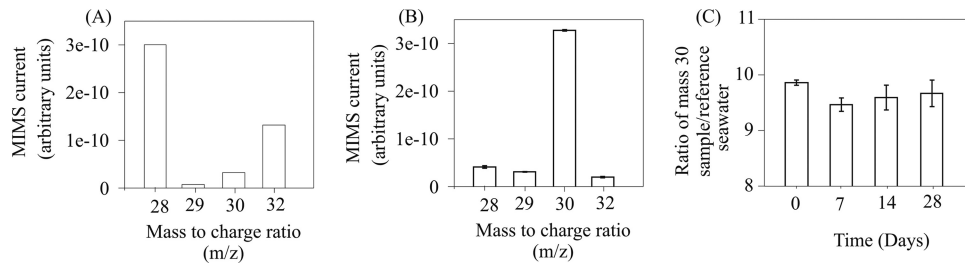 (A)
3e-10
2e-10
1e-10
0
MIMS current
(arbitrary units)
28 29 30 32
Mass to charge ratio
(m/z)
(B)
3e-10
2e-10
1e-10
0
MIMS current
(arbitrary units)
28 29 30 32
Mass to charge ratio
(m/z)
(C)
11
10
9
8
Ratio of mass 30
sample/reference
seawater
0 7 14 28
Time (Days)